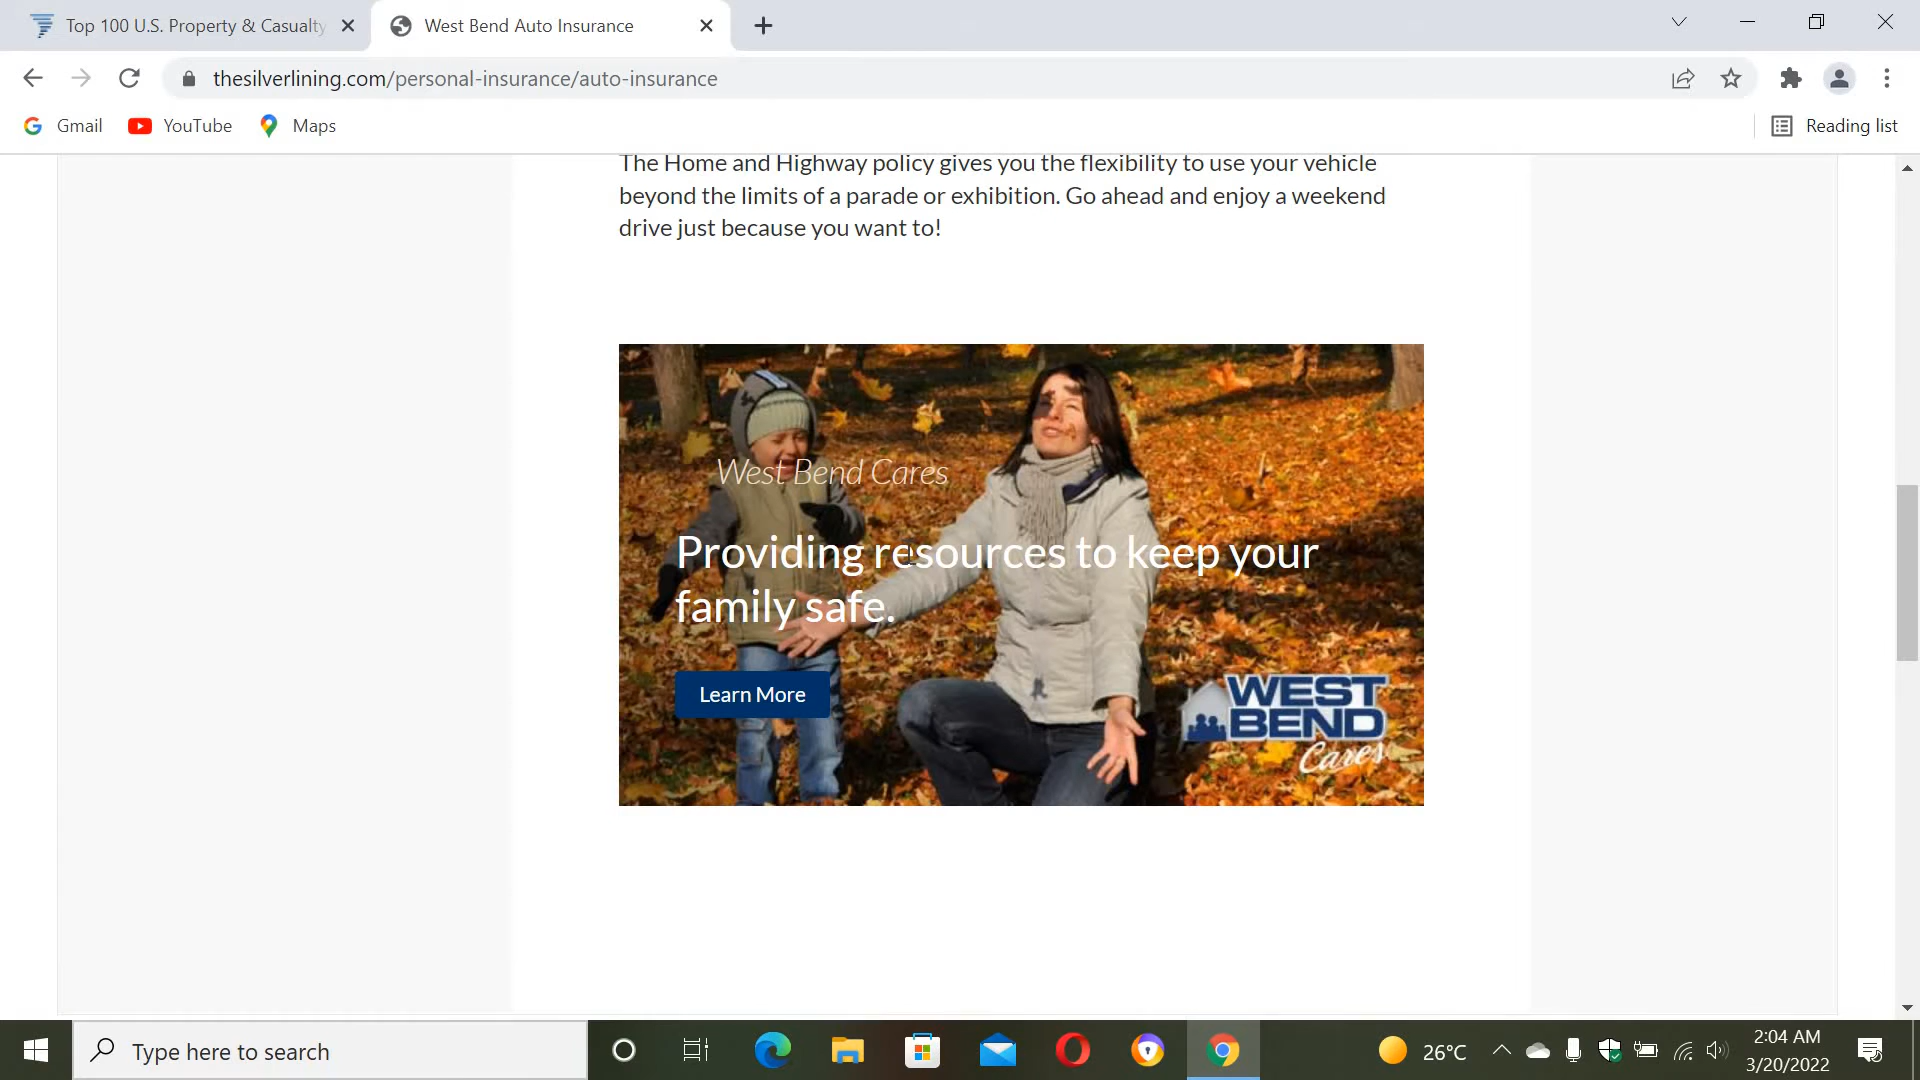 Top 100 U.S. Property & Casualty
West Bend Auto Insurance
thesilverlining.com/personal-insurance/auto-insurance
Gmail
YouTube
Maps
Reading list
The Home and Highway policy gives you the flexibility to use your vehicle
beyond the limits of a parade or exhibition. Go ahead and enjoy a weekend
drive just because you want to!
West Bend Cares
Providing resources to keep your
family safe.
Learn More
WEST
BEND
Cares
Type here to search
26°C
2:04 AM
3/20/2022